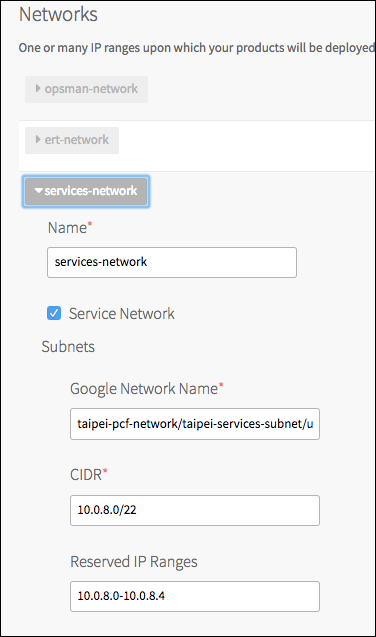 Networks
One or many IP ranges upon which your products will be deployed
opsman-network
ert-network
services-network
Name*
services-network
Service Network
Subnets
Google Network Name*
taipei-pcf-network/taipei-services-subnet/u
CIDR*
10.0.8.0/22
Reserved IP Ranges
10.0.8.0-10.0.8.4